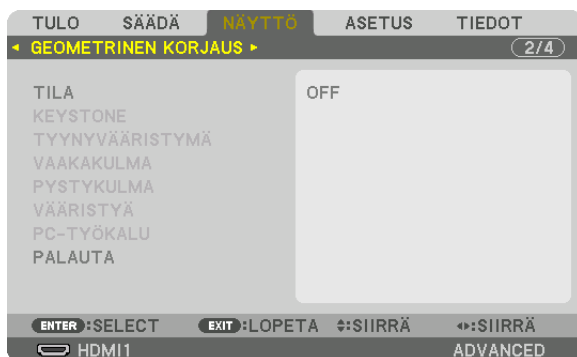 TULO SÄÄDÄ NÄYTTÖ ASETUS TIEDOT
GEOMETRINEN KORJAUS 2/4
TILA OFF
KEYSTONE
TYYNYVÄÄRISTYMÄ
VAAKAKULMA
PYSTYKULMA
VÄÄRISTYÄ
PC-TYÖKALU
PALAUTA
ENTER :SELECT EXIT :LOPETA :SIIRRÄ :SIIRRÄ
HDMI1 ADVANCED